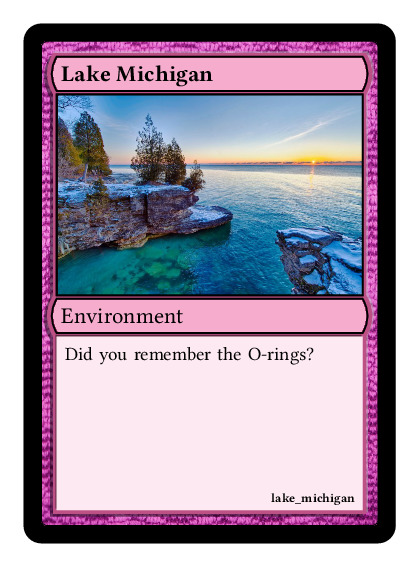 Lake Michigan
Environment
Did you remember the O-rings?
lake_michigan